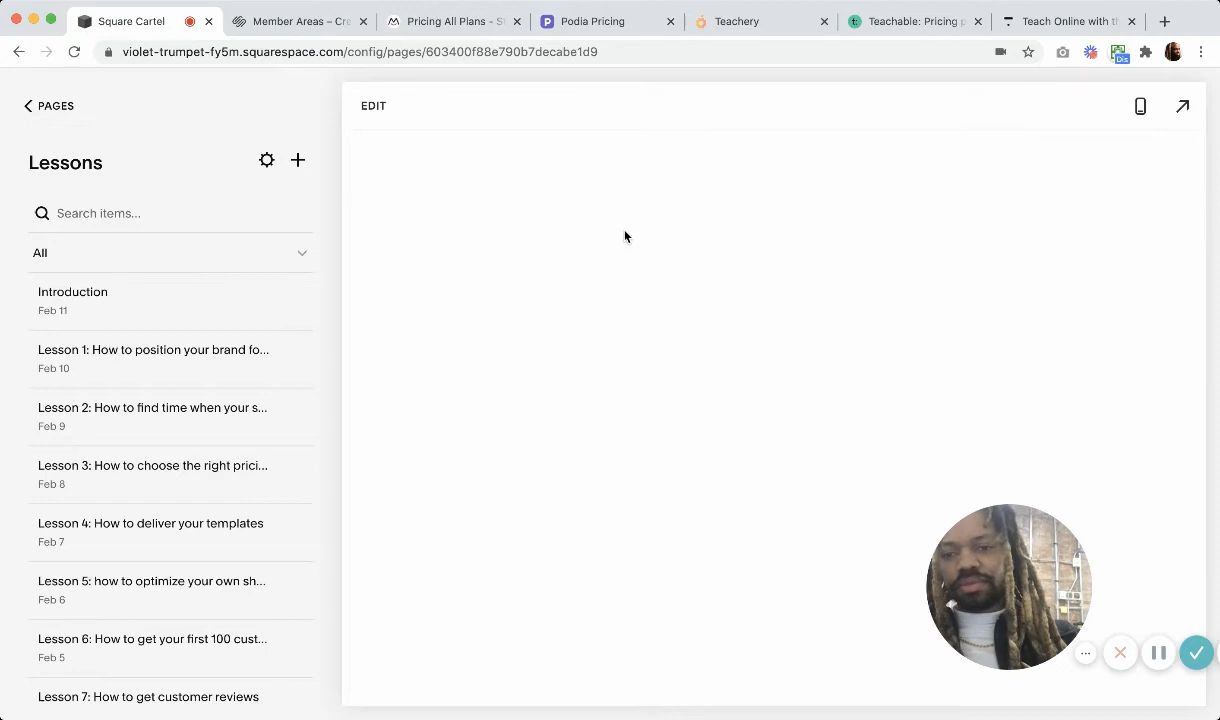 Square Cartel
Member Areas – Cre
Pricing All Plans - S
Podia Pricing
Teachery
Teachable: Pricing p
Teach Online with th
violet-trumpet-fy5m.squarespace.com/config/pages/603400f88e790b7decabe1d9
Dis
PAGES
EDIT
Lessons
Search items...
All
Introduction
Feb 11
Lesson 1: How to position your brand fo...
Feb 10
Lesson 2: How to find time when your s...
Feb 9
Lesson 3: How to choose the right prici...
Feb 8
Lesson 4: How to deliver your templates
Feb 7
Lesson 5: how to optimize your own sh...
Feb 6
Lesson 6: How to get your first 100 cust...
Feb 5
Lesson 7: How to get customer reviews